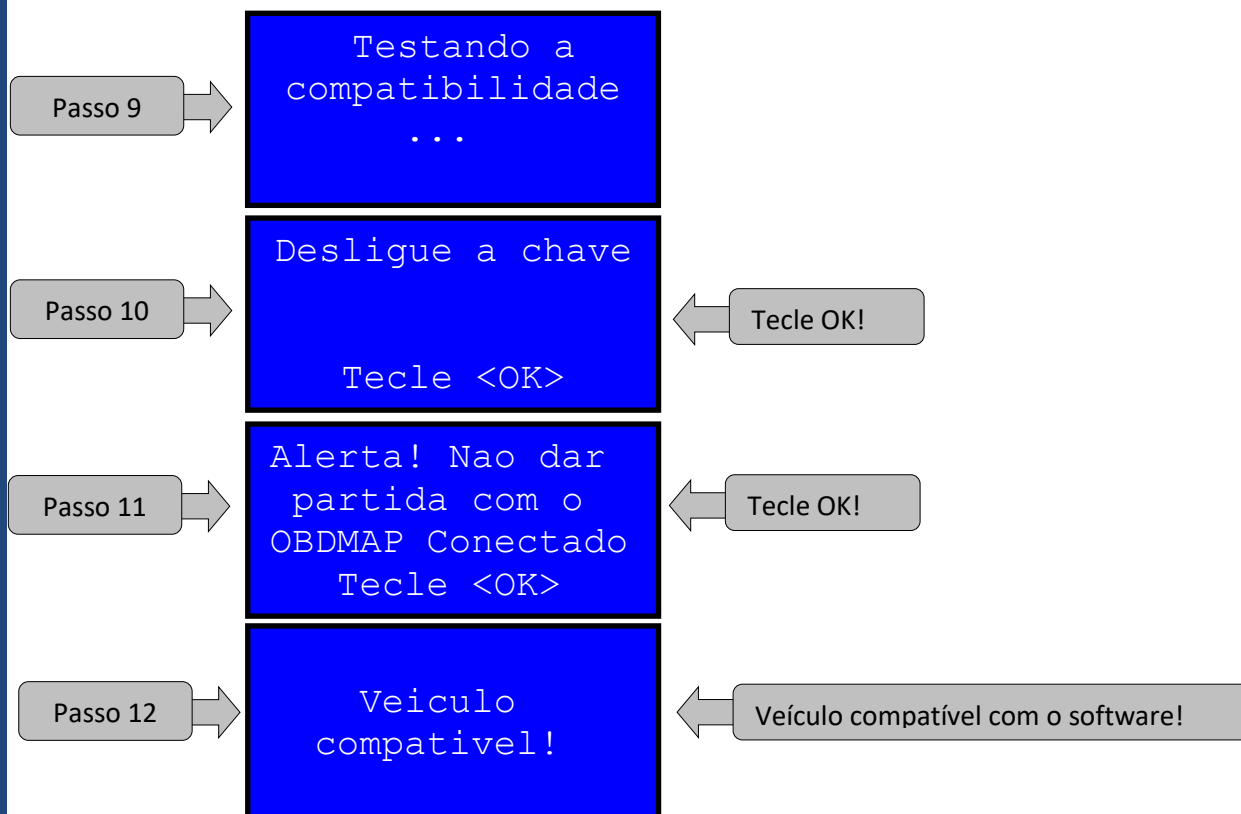 Passo 9
Testando a
compatibilidade
...
Passo 10
Desligue a chave
Tecle <OK>
Tecle OK!
Passo 11
Alerta! Nao dar
partida com o
OBDMAP Conectado
Tecle <OK>
Tecle OK!
Passo 12
Veiculo
compativel!
Veículo compatível com o software!